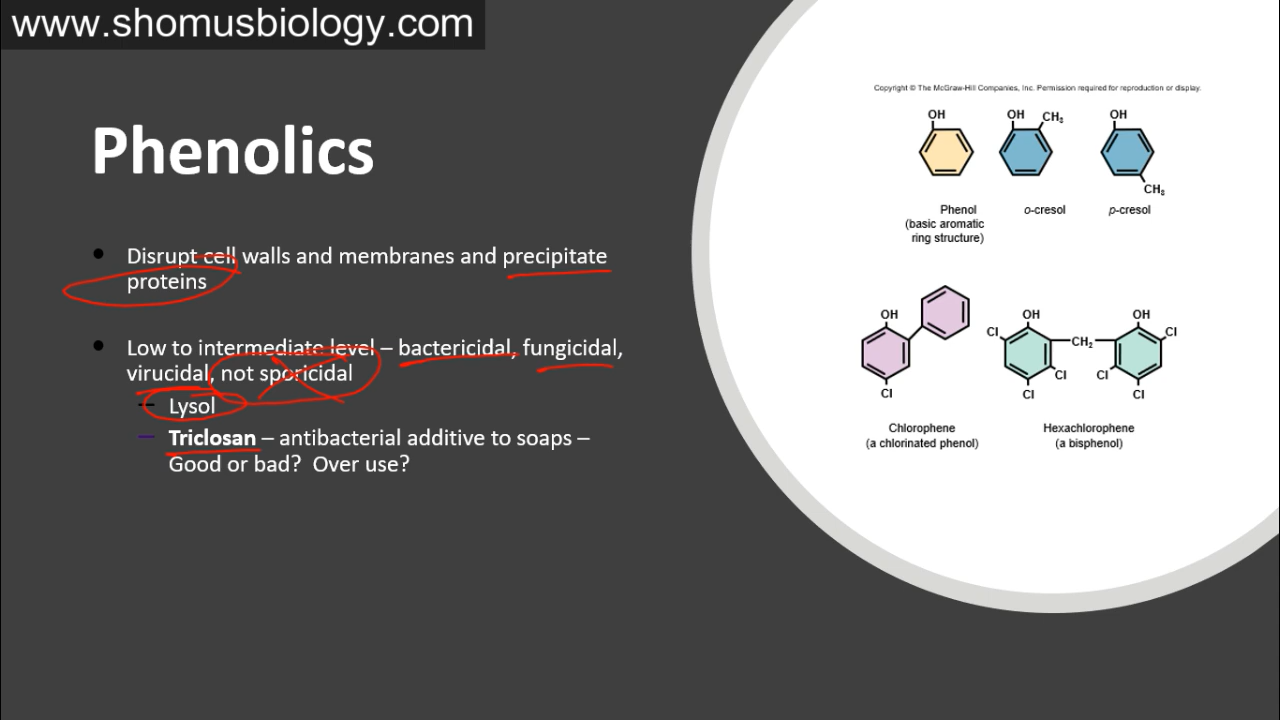 www.shomusbiology.com
Phenolics
• Disrupt cell walls and membranes and precipitate
proteins
• Low to intermediate level – bactericidal, fungicidal,
virucidal, not sporicidal
– Lysol
– Triclosan – antibacterial additive to soaps –
Good or bad?  Over use?
Copyright © The McGraw-Hill Companies, Inc. Permission required for reproduction or display.
OH OH CH₃ OH
CH₃
Phenol
(basic aromatic
ring structure)
o-cresol
p-cresol
OH
Cl
Chlorophene
(a chlorinated phenol)
OH OH
Cl CH₂ Cl
Cl Cl
Cl Cl
Hexachlorophene
(a bisphenol)